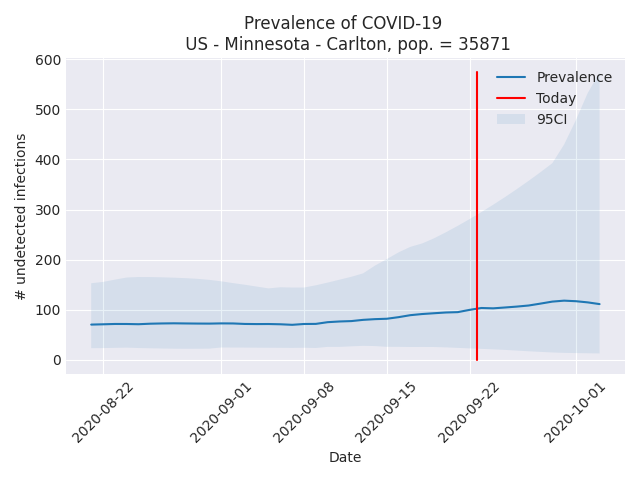 Prevalence of COVID-19
US - Minnesota - Carlton, pop. = 35871
# undetected infections
600
500
400
300
200
100
0
Prevalence
Today
95CI
2020-08-22
2020-09-01
2020-09-08
2020-09-15
2020-09-22
2020-10-01
Date